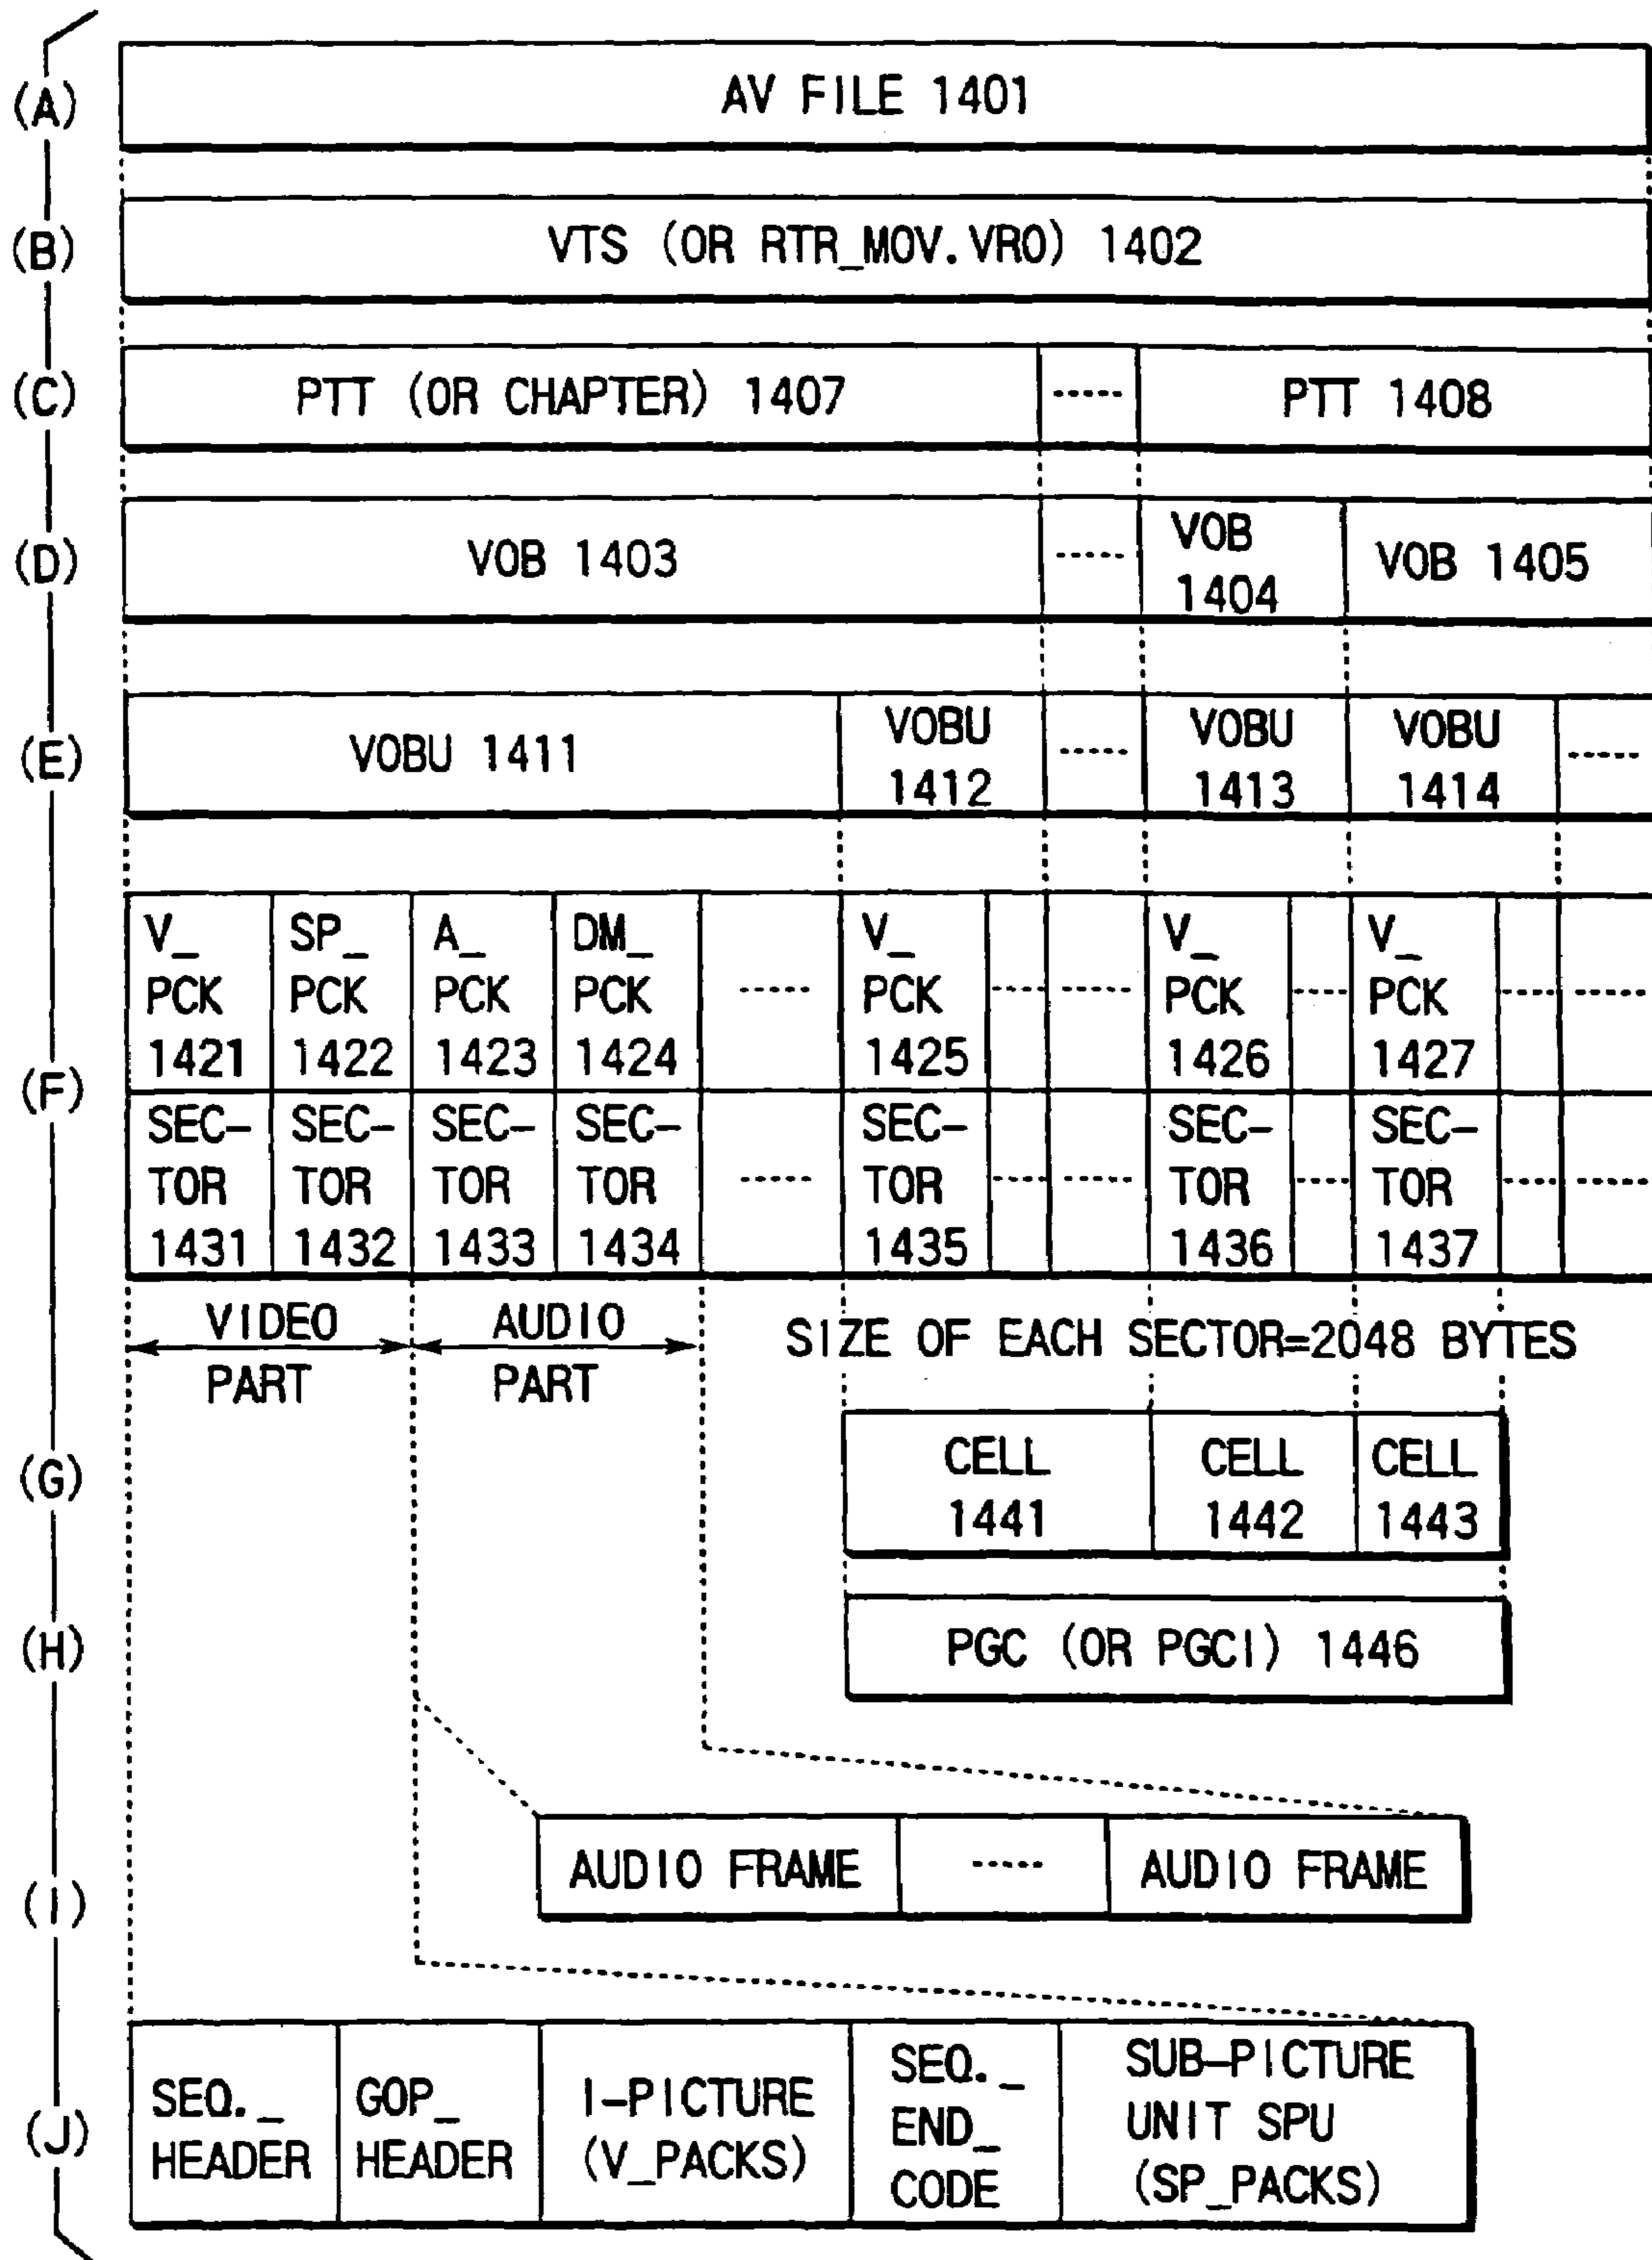 (A)
AV FILE 1401
(B)
VTS (OR RTR_MOV.VRO) 1402
(C)
PTT (OR CHAPTER) 1407
-----
PTT 1408
(D)
VOB 1403
-----
VOB
1404
VOB 1405
(E)
VOBU 1411
VOBU
1412
-----
VOBU
1413
VOBU
1414
-----
(F)
V_
PCK
1421
SP_
PCK
1422
A_
PCK
1423
DM_
PCK
1424
-----
V_
PCK
1425
-----
-----
V_
PCK
1426
-----
V_
PCK
1427
-----
-----
SEC-
TOR
1431
SEC-
TOR
1432
SEC-
TOR
1433
SEC-
TOR
1434
-----
SEC-
TOR
1435
-----
-----
SEC-
TOR
1436
-----
SEC-
TOR
1437
-----
-----
VIDEO
PART
AUDIO
PART
SIZE OF EACH SECTOR=2048 BYTES
(G)
CELL
1441
CELL
1442
CELL
1443
(H)
PGC (OR PGCI) 1446
(I)
AUDIO FRAME
-----
AUDIO FRAME
(J)
SEQ._
HEADER
GOP_
HEADER
I-PICTURE
(V_PACKS)
SEQ._
END_
CODE
SUB-PICTURE
UNIT SPU
(SP_PACKS)